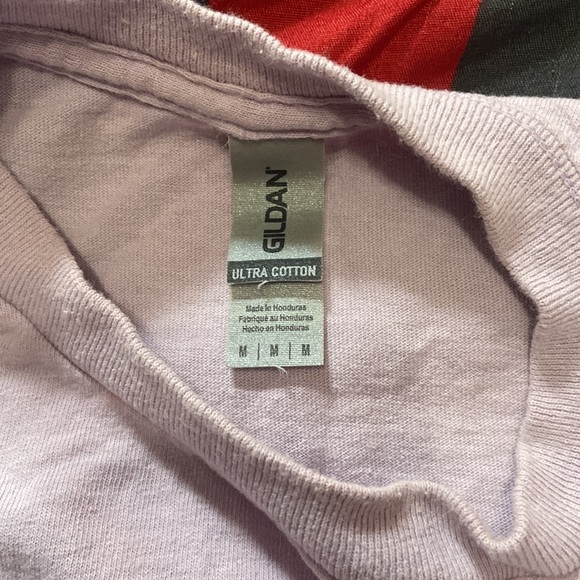 GILDAN
ULTRA COTTON
Made in Honduras
Fabriqué au Honduras
Hecho en Honduras
M | M | M